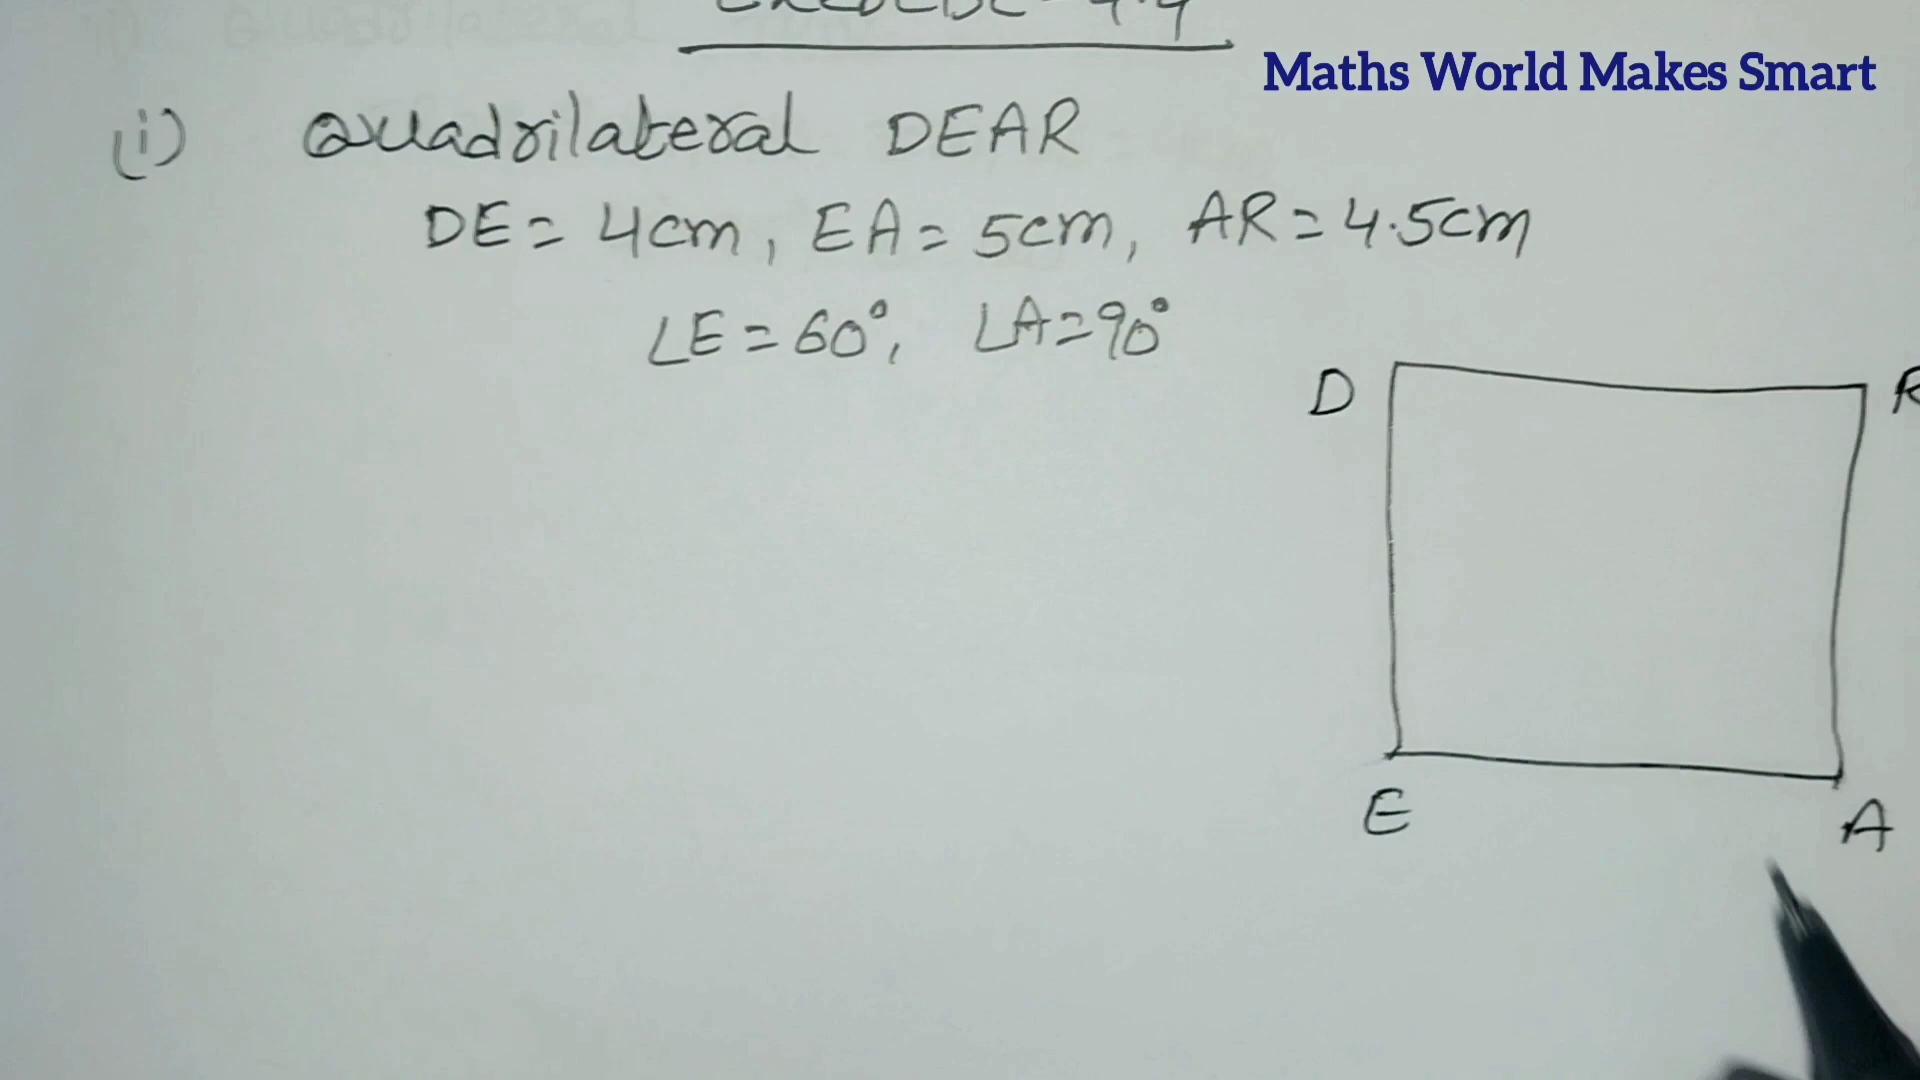 Maths World Makes Smart
(i) Quadrilateral DEAR
DE = 4cm, EA = 5cm, AR = 4.5cm
∠E = 60°, ∠A = 90°
D R
E A